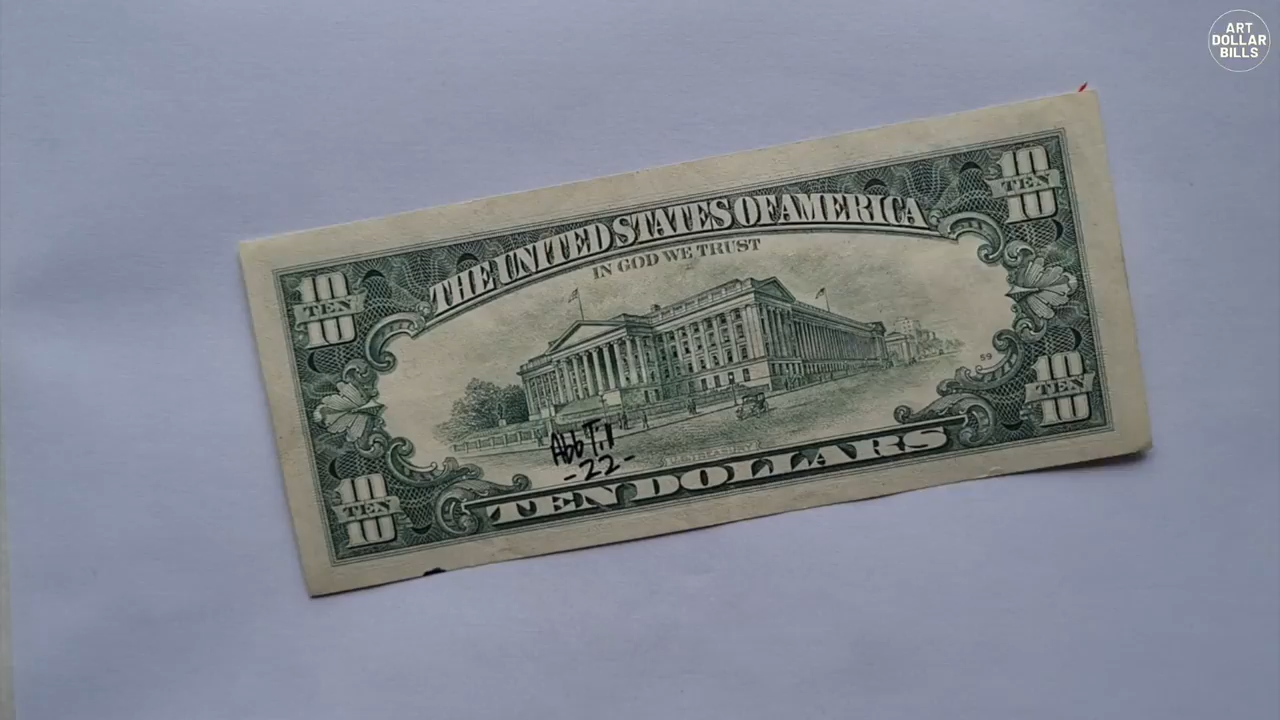 ART
DOLLAR
BILLS
10
TEN
10
THE UNITED STATES OF AMERICA
IN GOD WE TRUST
10
TEN
10
59
10
TEN
10
Abb Til
-22-
TEN DOLLARS
10
TEN
10